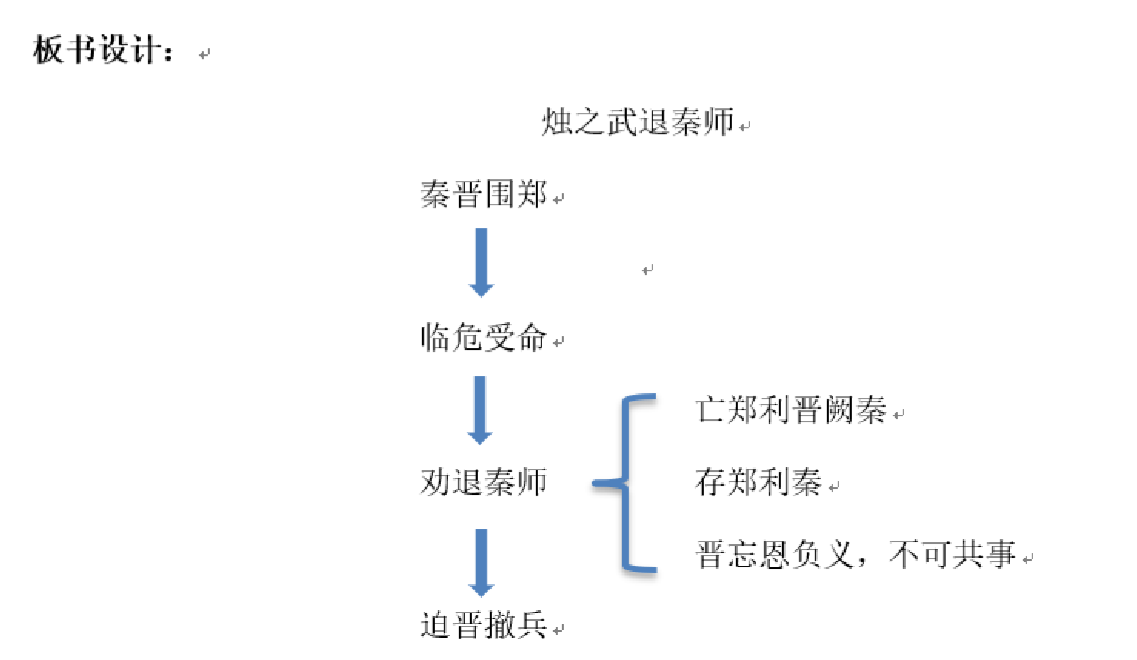 板书设计：
烛之武退秦师
秦晋围郑
临危受命
亡郑利晋阙秦
劝退秦师
存郑利秦
晋忘恩负义，不可共事
迫晋撤兵